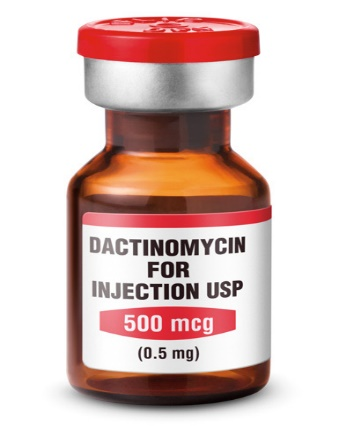 DACTINOMYCIN
FOR
INJECTION USP
500 mcg
(0.5 mg)